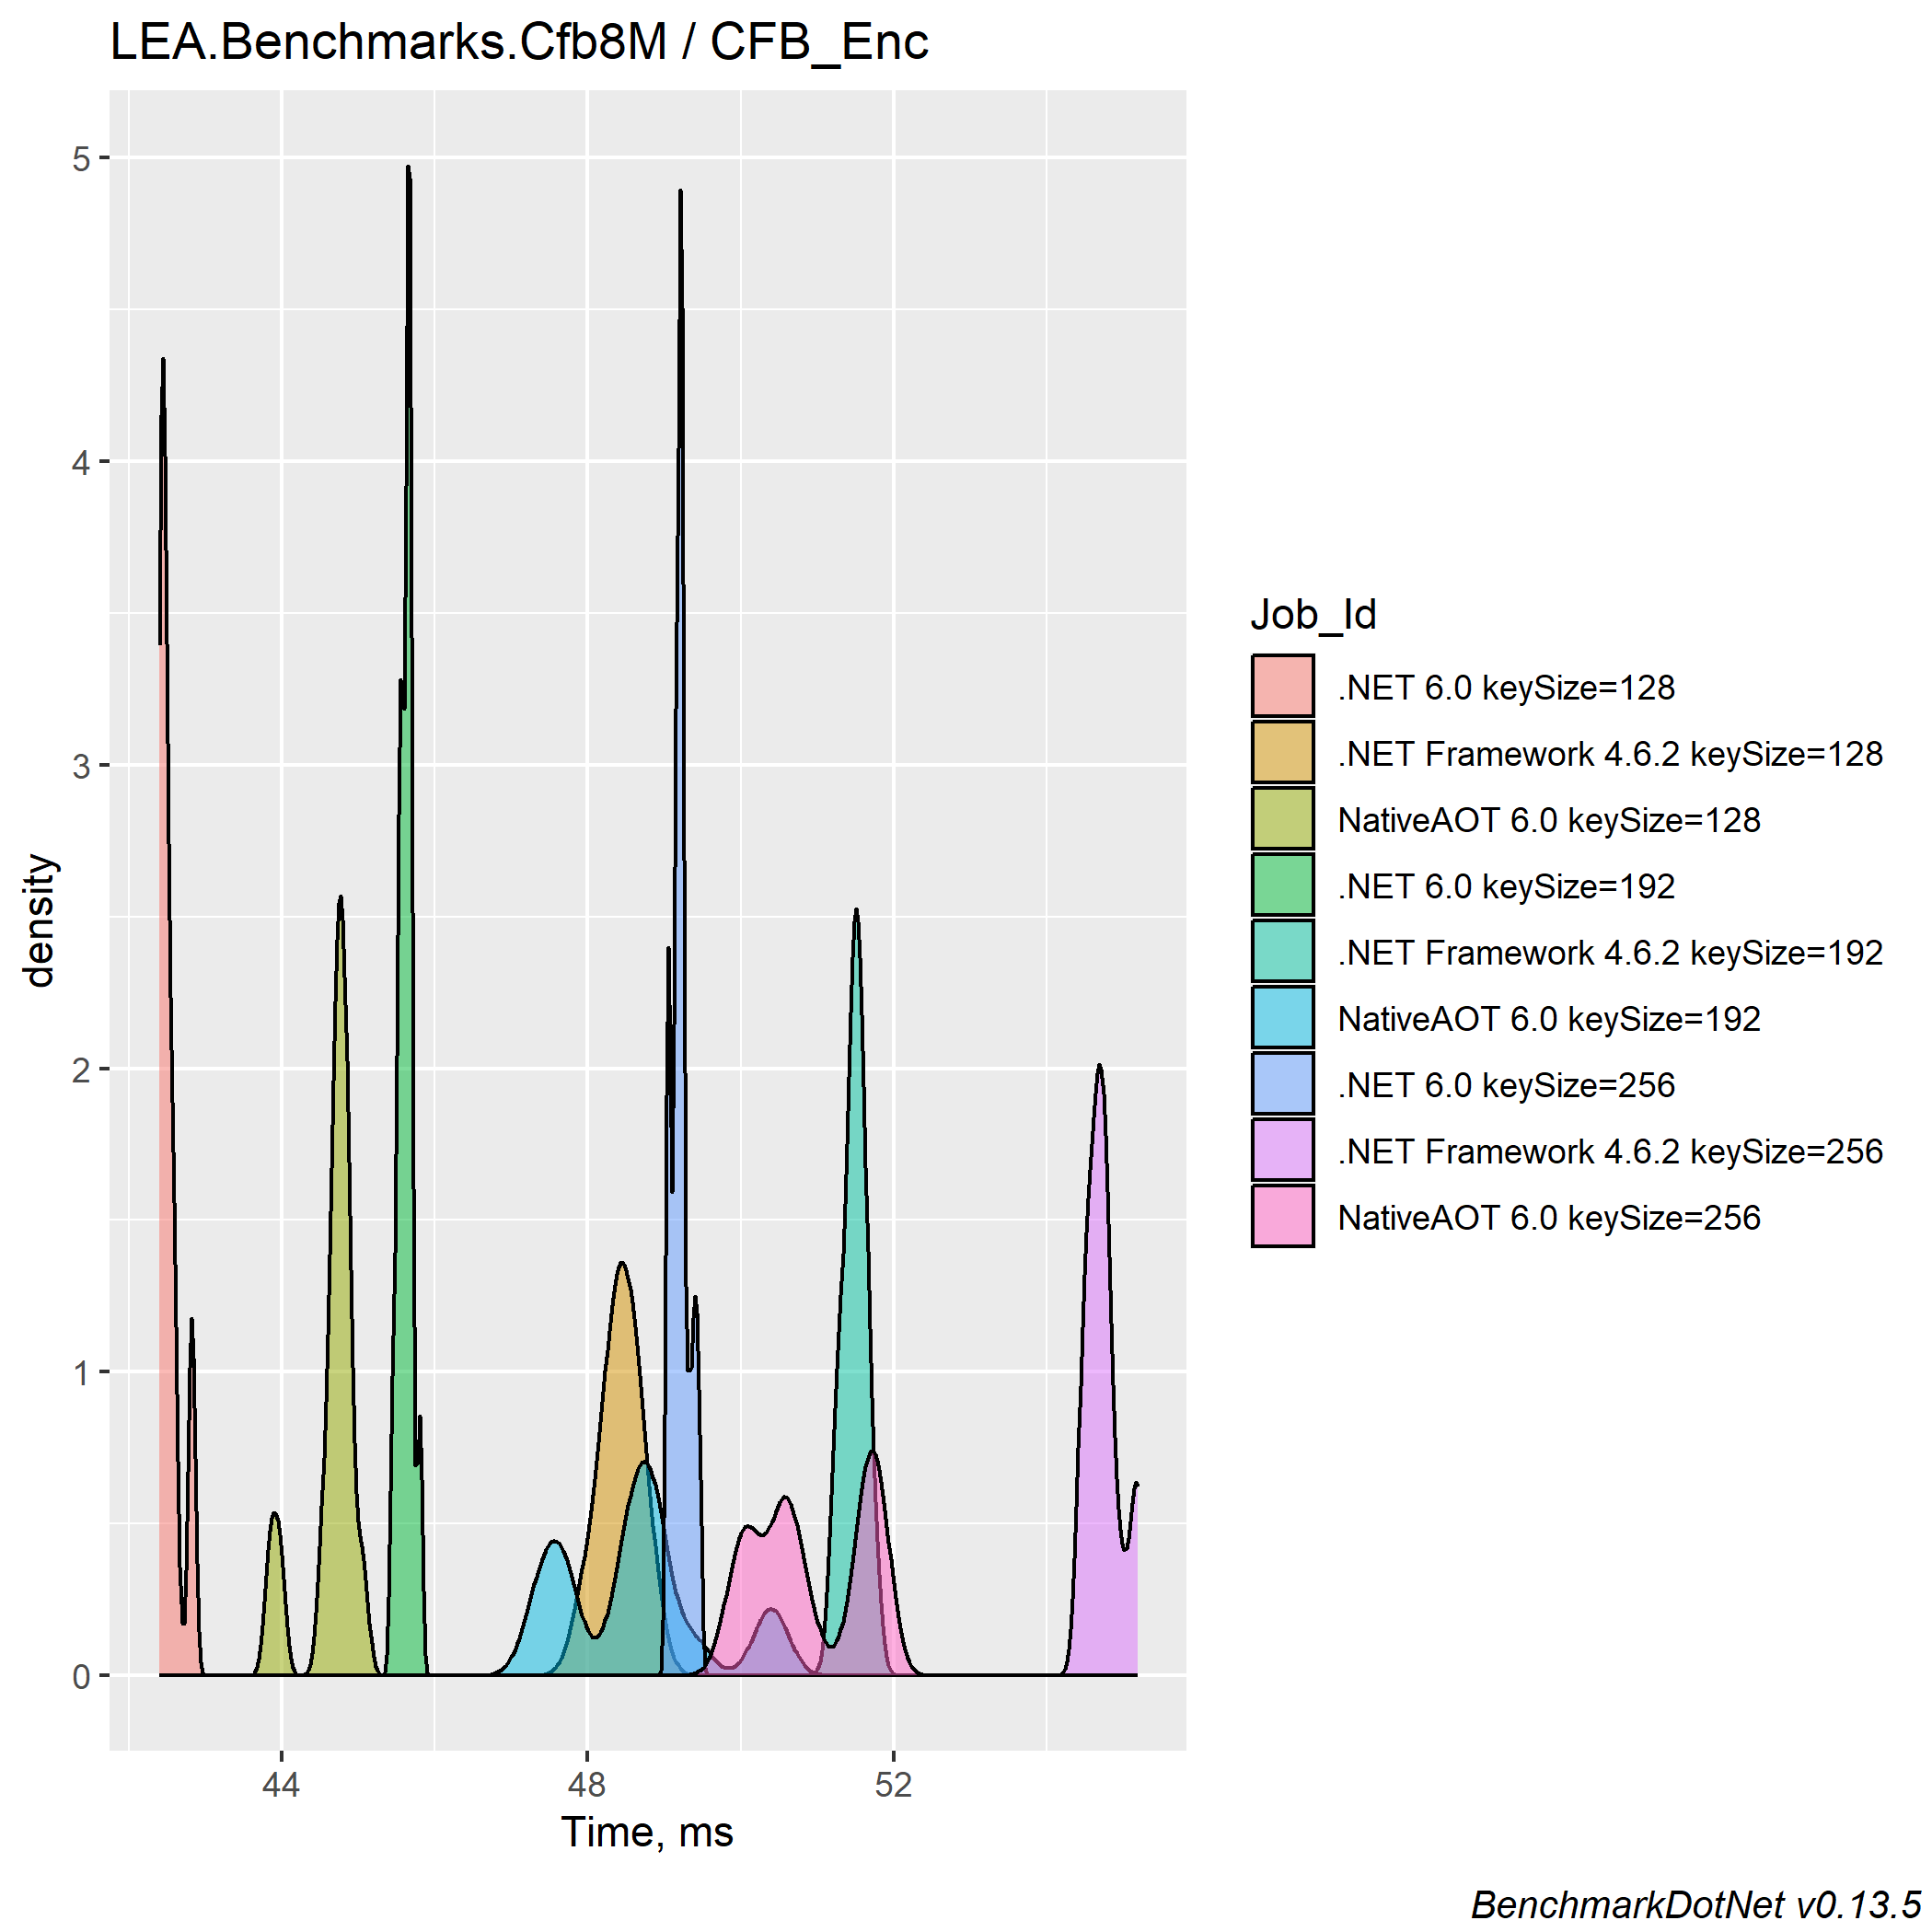 LEA.Benchmarks.Cfb8M / CFB_Enc
5
4
3
2
1
0
density
44 48 52
Time, ms
Job_Id
.NET 6.0 keySize=128
.NET Framework 4.6.2 keySize=128
NativeAOT 6.0 keySize=128
.NET 6.0 keySize=192
.NET Framework 4.6.2 keySize=192
NativeAOT 6.0 keySize=192
.NET 6.0 keySize=256
.NET Framework 4.6.2 keySize=256
NativeAOT 6.0 keySize=256
BenchmarkDotNet v0.13.5